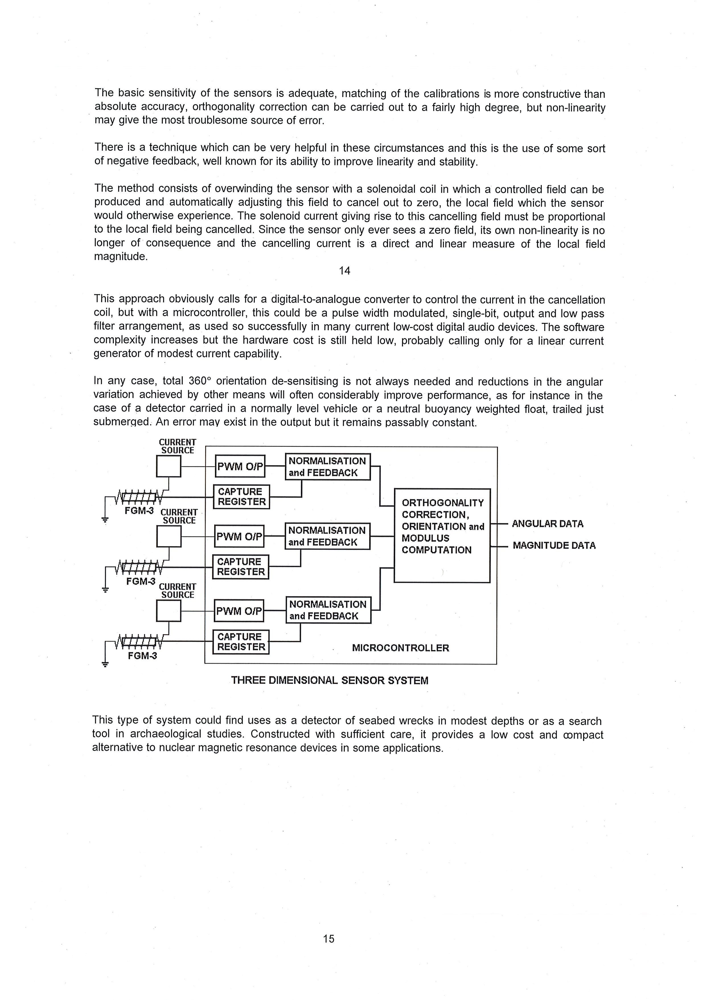 The basic sensitivity of the sensors is adequate, matching of the calibrations is more constructive than
absolute accuracy, orthogonality correction can be carried out to a fairly high degree, but non-linearity
may give the most troublesome source of error.
There is a technique which can be very helpful in these circumstances and this is the use of some sort
of negative feedback, well known for its ability to improve linearity and stability.
The method consists of overwinding the sensor with a solenoidal coil in which a controlled field can be
produced and automatically adjusting this field to cancel out to zero, the local field which the sensor
would otherwise experience. The solenoid current giving rise to this cancelling field must be proportional
to the local field being cancelled. Since the sensor only ever sees a zero field, its own non-linearity is no
longer of consequence and the cancelling current is a direct and linear measure of the local field
magnitude.
14
This approach obviously calls for a digital-to-analogue converter to control the current in the cancellation
coil, but with a microcontroller, this could be a pulse width modulated, single-bit, output and low pass
filter arrangement, as used so successfully in many current low-cost digital audio devices. The software
complexity increases but the hardware cost is still held low, probably calling only for a linear current
generator of modest current capability.
In any case, total 360° orientation de-sensitising is not always needed and reductions in the angular
variation achieved by other means will often considerably improve performance, as for instance in the
case of a detector carried in a normally level vehicle or a neutral buoyancy weighted float, trailed just
submerged. An error may exist in the output but it remains passably constant.
CURRENT
SOURCE
PWM O/P
NORMALISATION
and FEEDBACK
CAPTURE
REGISTER
FGM-3
CURRENT
SOURCE
PWM O/P
NORMALISATION
and FEEDBACK
CAPTURE
REGISTER
FGM-3
CURRENT
SOURCE
PWM O/P
NORMALISATION
and FEEDBACK
CAPTURE
REGISTER
FGM-3
ORTHOGONALITY
CORRECTION,
ORIENTATION and
MODULUS
COMPUTATION
ANGULAR DATA
MAGNITUDE DATA
MICROCONTROLLER
THREE DIMENSIONAL SENSOR SYSTEM
This type of system could find uses as a detector of seabed wrecks in modest depths or as a search
tool in archaeological studies. Constructed with sufficient care, it provides a low cost and compact
alternative to nuclear magnetic resonance devices in some applications.
15